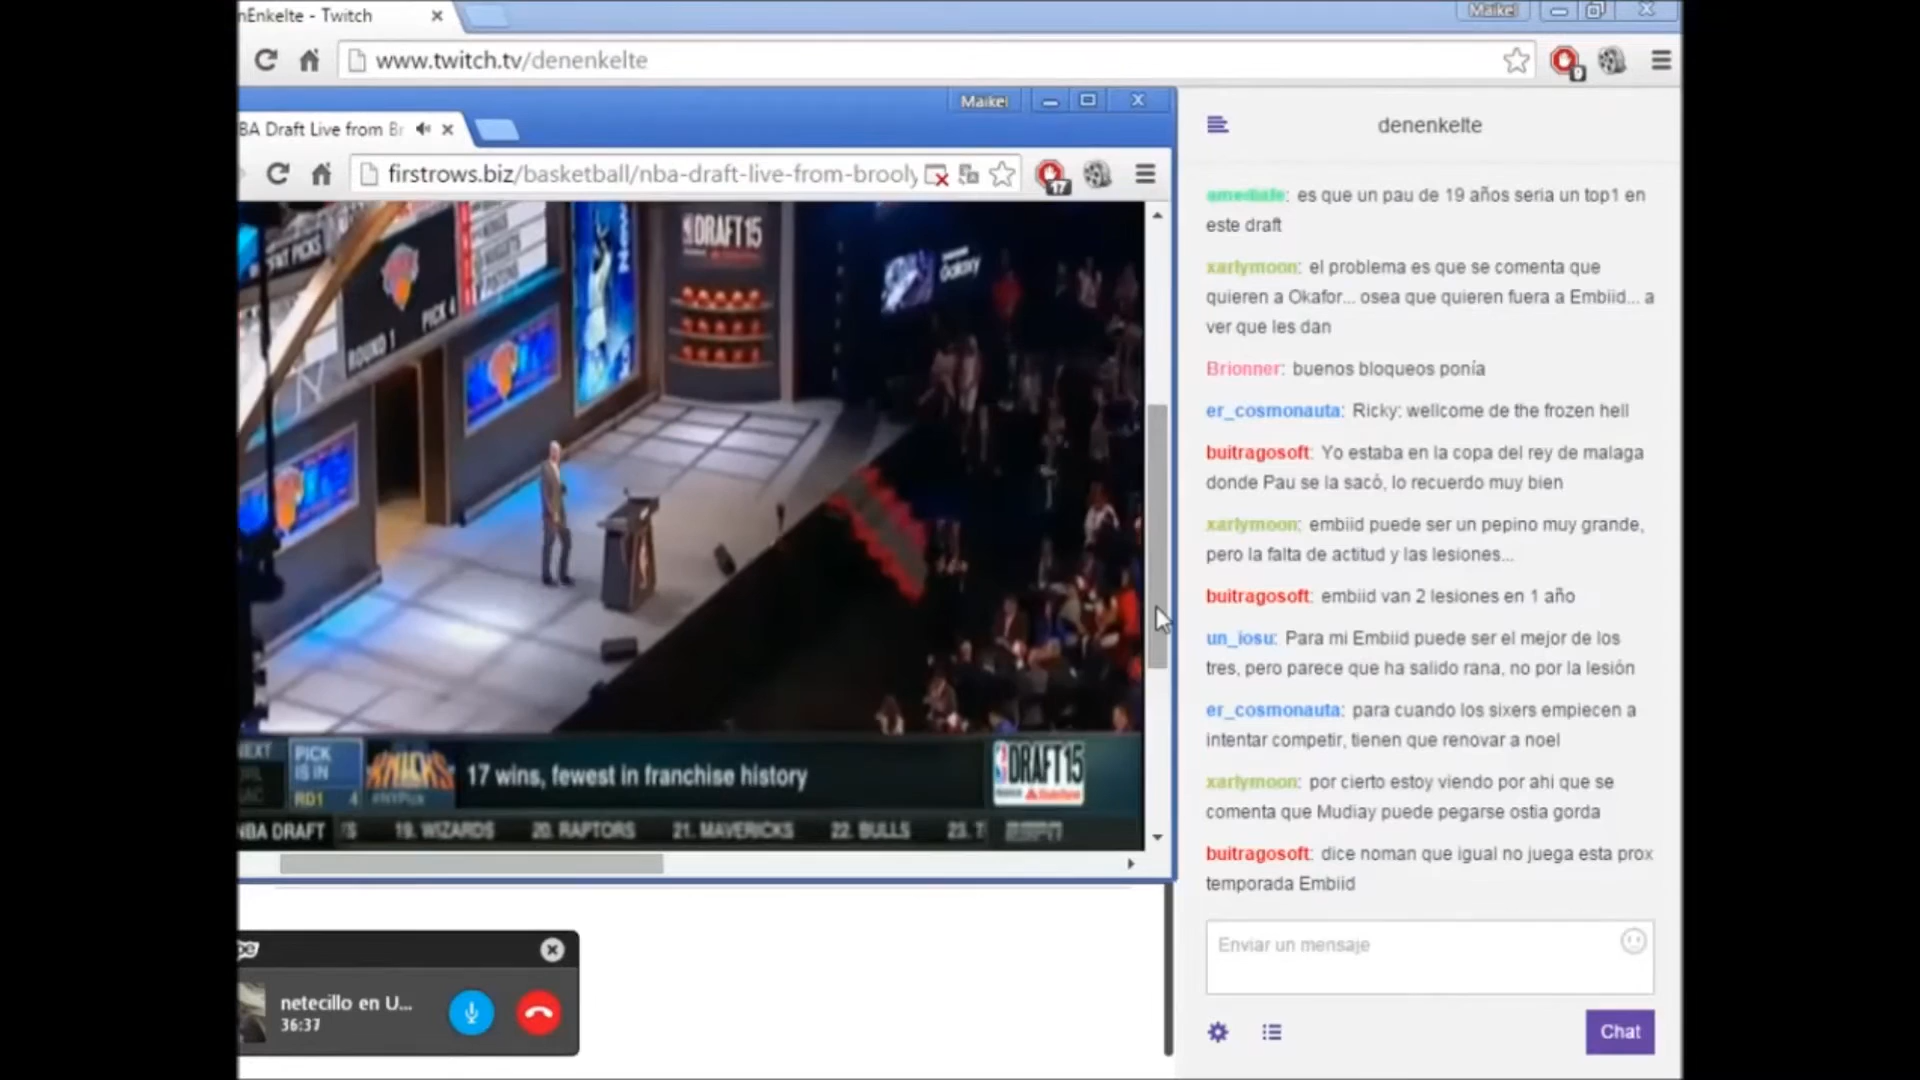 nEnkelte - Twitch
Maikel
www.twitch.tv/denenkelte
9
Maikel
BA Draft Live from Br
firstrows.biz/basketball/nba-draft-live-from-brooly
17
ROUND 1 PICK 4
DRAFT15
GALAXY
PICK
IS IN
RD1 4
KNICKS
17 wins, fewest in franchise history
DRAFT15
NBA DRAFT 19. WIZARDS 20. RAPTORS 21. MAVERICKS 22. BULLS 23. T ESPN
netecillo en U...
36:37
denenkelte
amediale: es que un pau de 19 años seria un top1 en
este draft
xarlymoon: el problema es que se comenta que
quieren a Okafor... osea que quieren fuera a Embiid... a
ver que les dan
Brionner: buenos bloqueos ponía
er_cosmonauta: Ricky: wellcome de the frozen hell
buitragosoft: Yo estaba en la copa del rey de malaga
donde Pau se la sacó, lo recuerdo muy bien
xarlymoon: embiid puede ser un pepino muy grande,
pero la falta de actitud y las lesiones...
buitragosoft: embiid van 2 lesiones en 1 año
un_iosu: Para mi Embiid puede ser el mejor de los
tres, pero parece que ha salido rana, no por la lesión
er_cosmonauta: para cuando los sixers empiecen a
intentar competir, tienen que renovar a noel
xarlymoon: por cierto estoy viendo por ahi que se
comenta que Mudiay puede pegarse ostia gorda
buitragosoft: dice noman que igual no juega esta prox
temporada Embiid
Enviar un mensaje
Chat